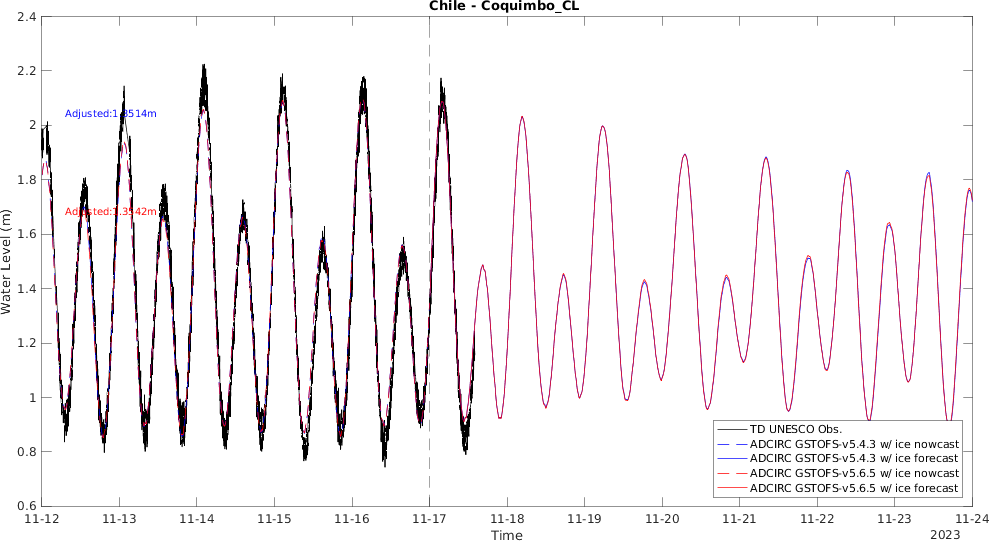 Chile - Coquimbo_CL
2.4
2.2
2
1.8
1.6
1.4
1.2
1
0.8
0.6
Water Level (m)
Adjusted:1.3514m
Adjusted:1.3542m
TD UNESCO Obs.
ADCIRC GSTOFS-v5.4.3 w/ ice nowcast
ADCIRC GSTOFS-v5.4.3 w/ ice forecast
ADCIRC GSTOFS-v5.6.5 w/ ice nowcast
ADCIRC GSTOFS-v5.6.5 w/ ice forecast
11-12 11-13 11-14 11-15 11-16 11-17 11-18 11-19 11-20 11-21 11-22 11-23 11-24
Time
2023